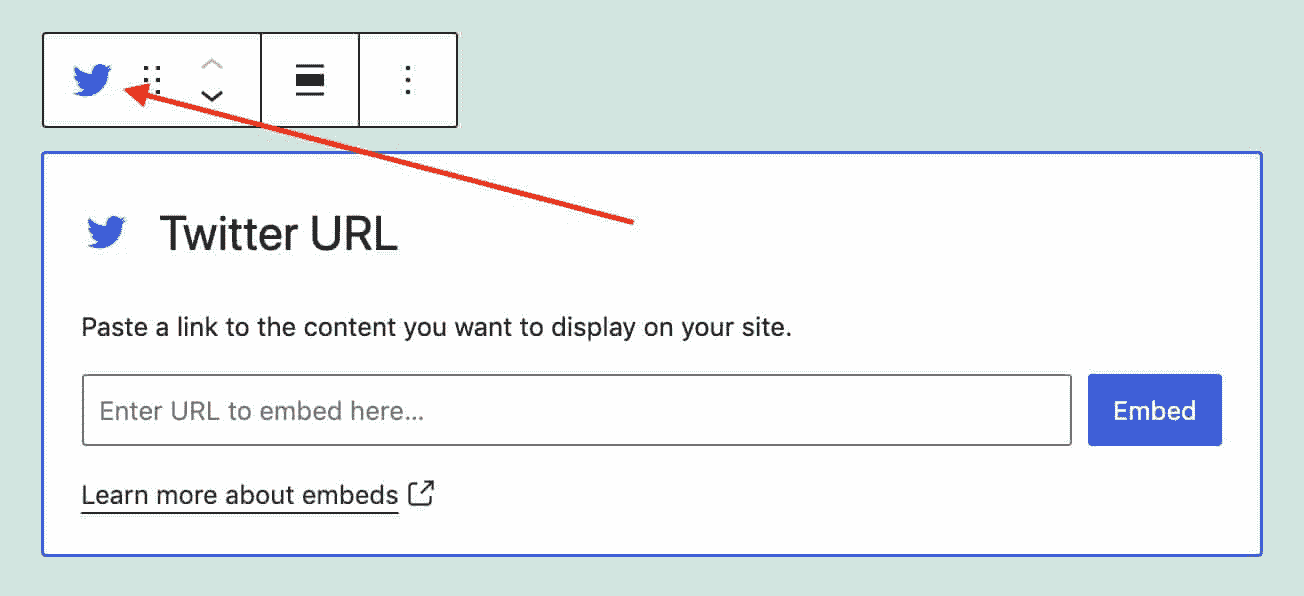 Twitter URL
Paste a link to the content you want to display on your site.
Enter URL to embed here...
Embed
Learn more about embeds